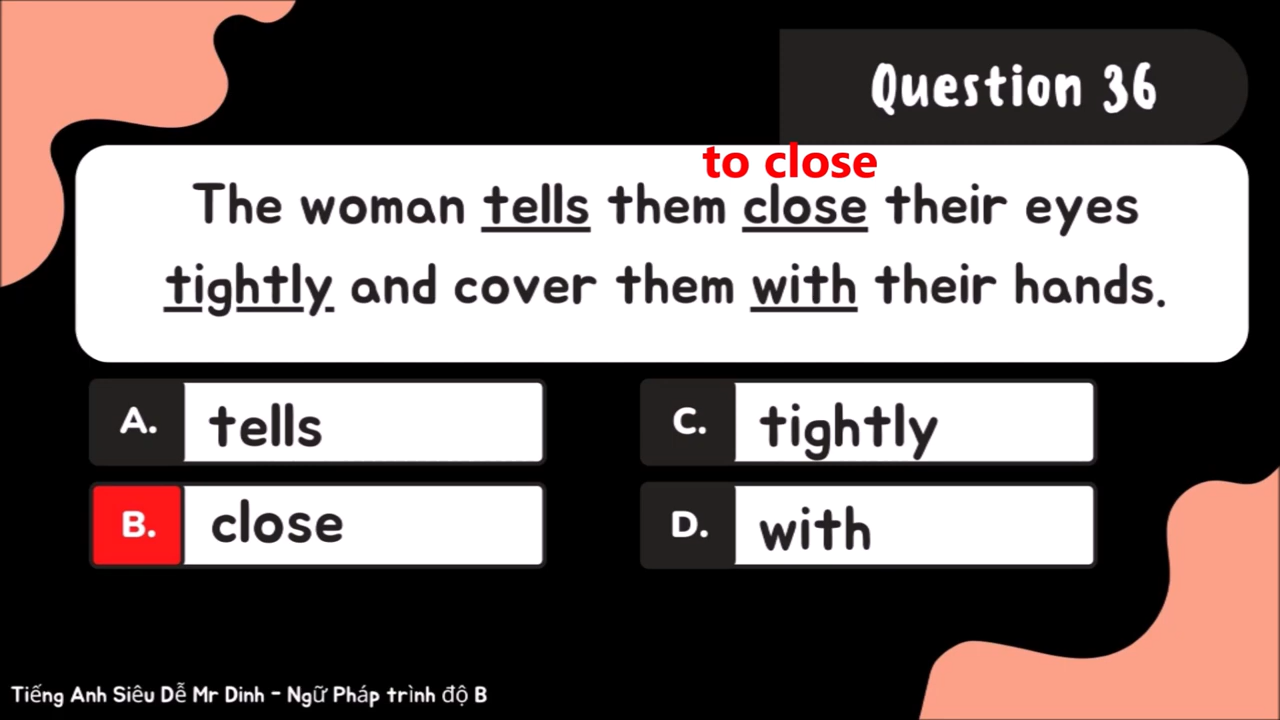 Question 36
to close
The woman tells them close their eyes
tightly and cover them with their hands.
A. tells
C. tightly
B. close
D. with
Tiếng Anh Siêu Dễ Mr Dinh - Ngữ Pháp trình độ B